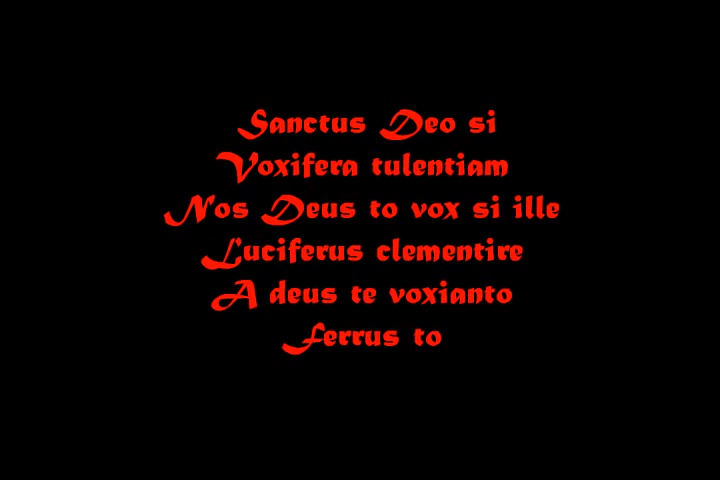 Sanctus Deo si
Voxifera tulentiam
Nos Deus to vox si ille
Luciferus clementire
A deus te voxianto
ferrus to